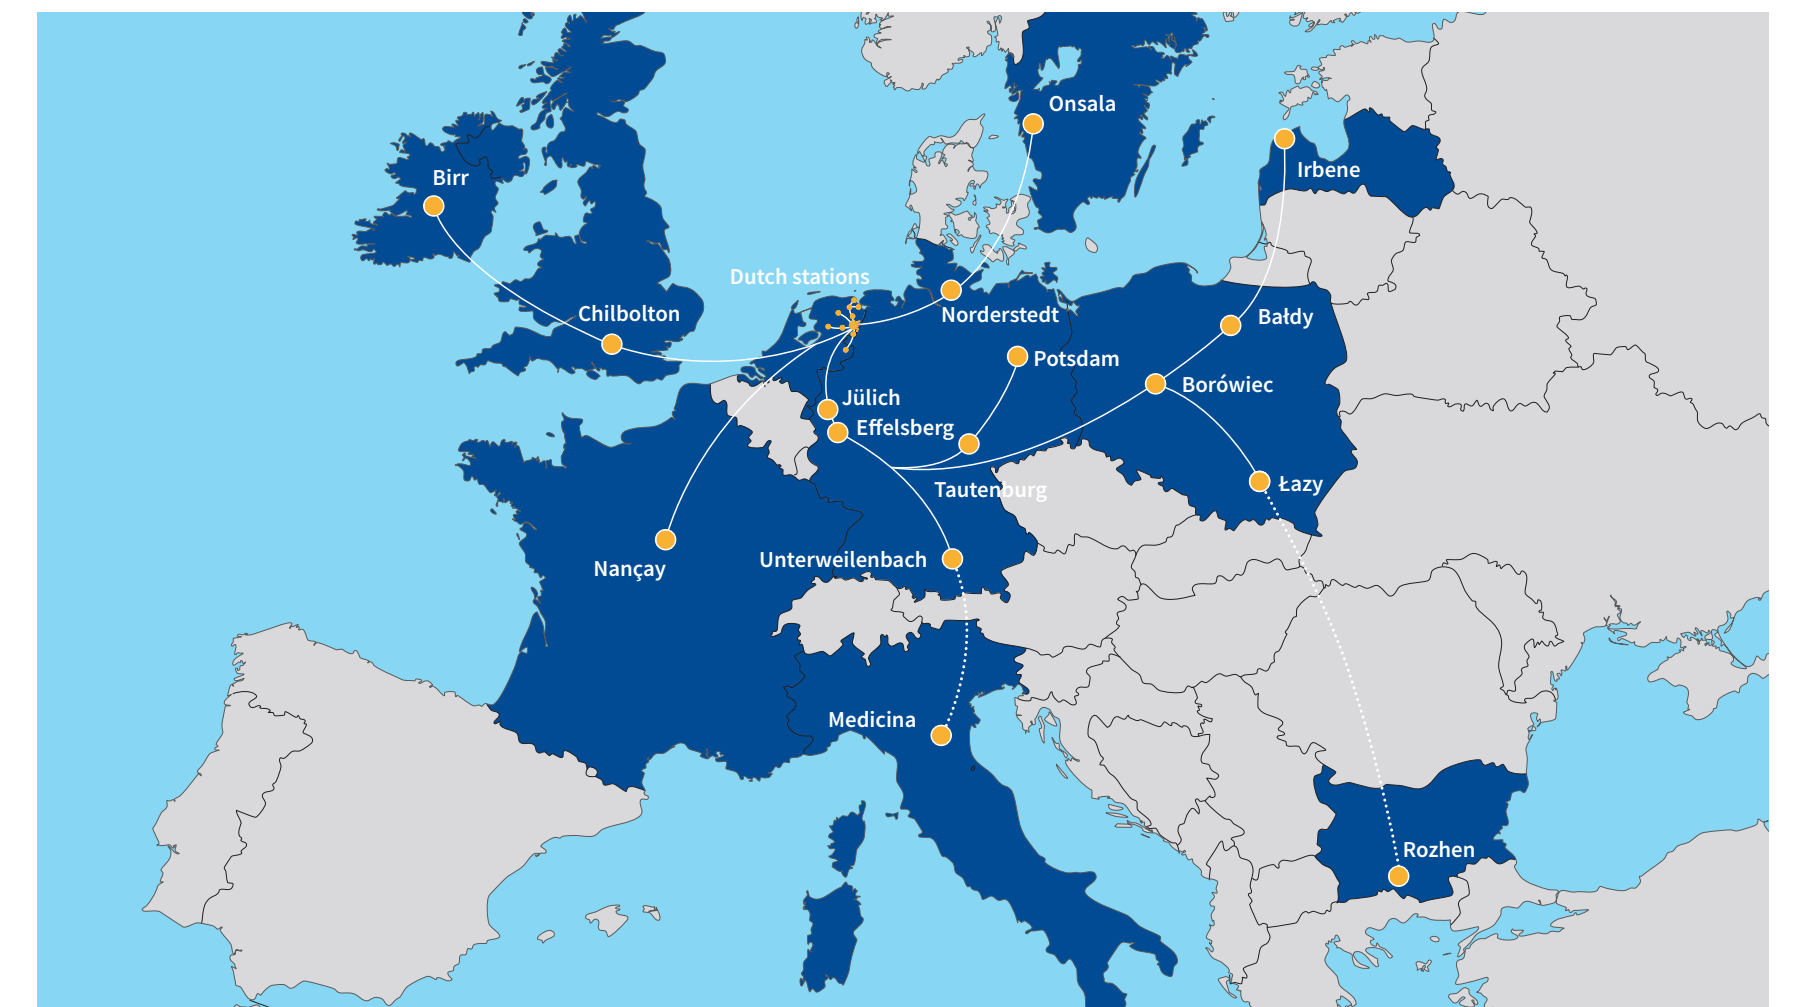 Onsala
Irbene
Birr
Dutch stations
Chilbolton
Norderstedt
Bałdy
Potsdam
Borówiec
Jülich
Effelsberg
Tautenburg
Łazy
Unterweilenbach
Nançay
Medicina
Rozhen